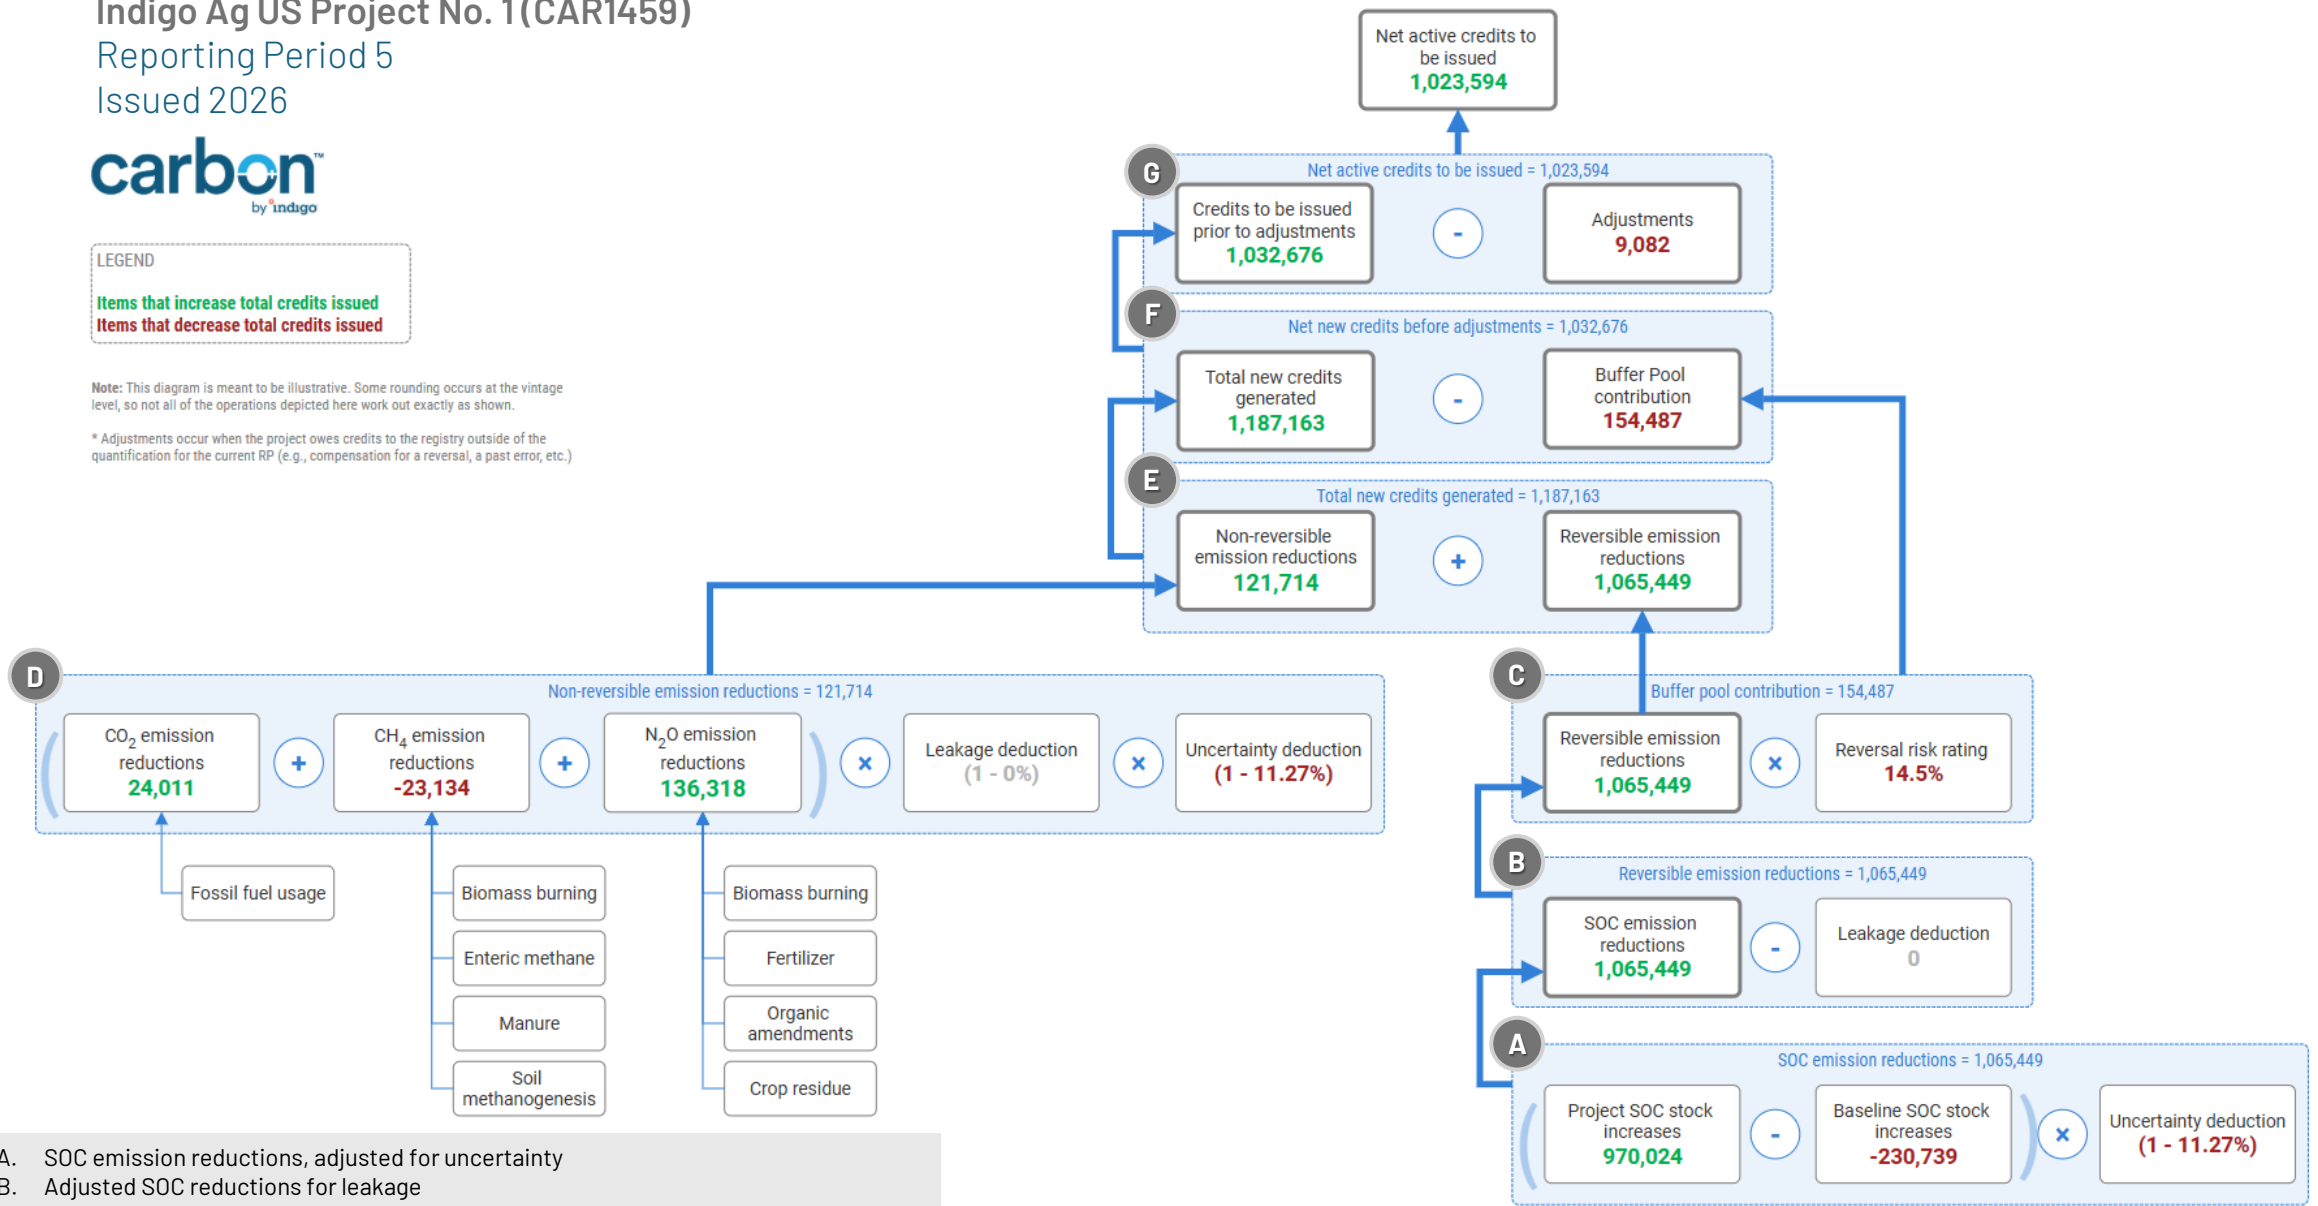 Indigo Ag US Project No. 1 (CAR1459)
Reporting Period 5
Issued 2026
carbon™
by indigo
LEGEND
Items that increase total credits issued
Items that decrease total credits issued
Note: This diagram is meant to be illustrative. Some rounding occurs at the vintage
level, so not all of the operations depicted here work out exactly as shown.
* Adjustments occur when the project owes credits to the registry outside of the
quantification for the current RP (e.g., compensation for a reversal, a past error, etc.)
Net active credits to
be issued
1,023,594
G
Net active credits to be issued = 1,023,594
Credits to be issued
prior to adjustments
1,032,676
-
Adjustments
9,082
F
Net new credits before adjustments = 1,032,676
Total new credits
generated
1,187,163
-
Buffer Pool
contribution
154,487
E
Total new credits generated = 1,187,163
Non-reversible
emission reductions
121,714
+
Reversible emission
reductions
1,065,449
D
Non-reversible emission reductions = 121,714
(
CO₂ emission
reductions
24,011
+
CH₄ emission
reductions
-23,134
+
N₂O emission
reductions
136,318
)
×
Leakage deduction
(1 - 0%)
×
Uncertainty deduction
(1 - 11.27%)
Fossil fuel usage
Biomass burning
Enteric methane
Manure
Soil
methanogenesis
Biomass burning
Fertilizer
Organic
amendments
Crop residue
C
Buffer pool contribution = 154,487
Reversible emission
reductions
1,065,449
×
Reversal risk rating
14.5%
B
Reversible emission reductions = 1,065,449
SOC emission
reductions
1,065,449
-
Leakage deduction
0
A
SOC emission reductions = 1,065,449
(
Project SOC stock
increases
970,024
-
Baseline SOC stock
increases
-230,739
)
×
Uncertainty deduction
(1 - 11.27%)
A. SOC emission reductions, adjusted for uncertainty
B. Adjusted SOC reductions for leakage